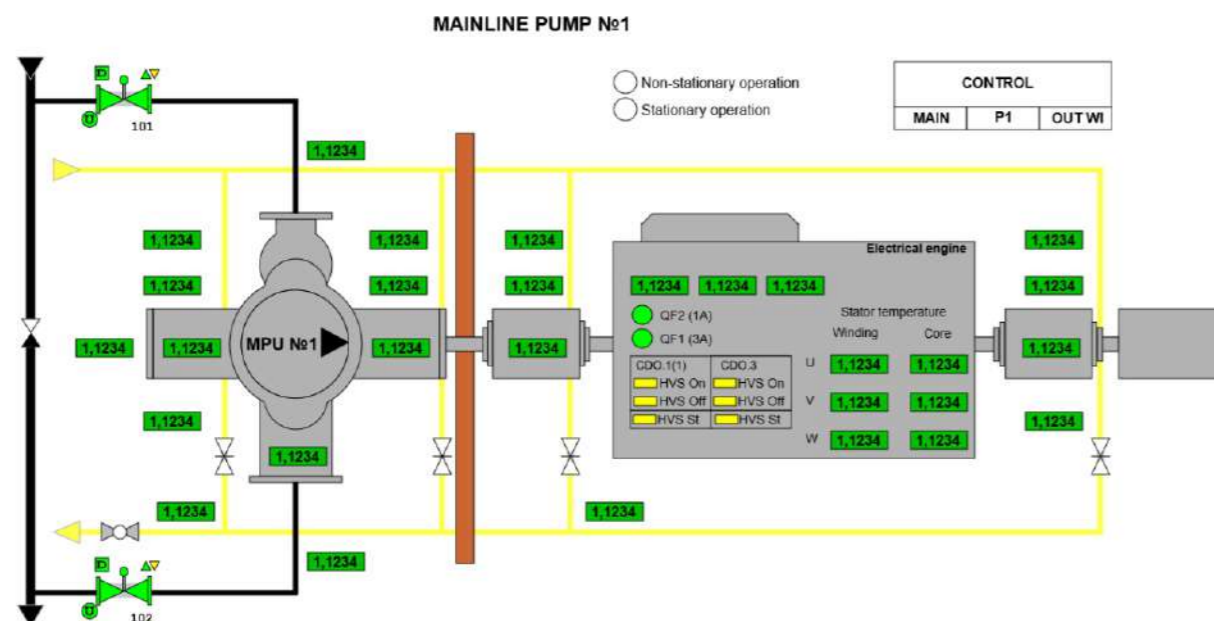 MAINLINE PUMP №1
Non-stationary operation
Stationary operation
CONTROL
MAIN P1 OUT WI
101
1,1234
1,1234 1,1234 1,1234 1,1234
Electrical engine
1,1234 1,1234 1,1234 1,1234
1,1234 1,1234 1,1234
QF2 (1A)
QF1 (3A)
Stator temperature
Winding Core
1,1234 1,1234 MPU №1 1,1234 1,1234 1,1234
CDO.1(1) CDO.3
HVS On HVS On
HVS Off HVS Off
HVS St HVS St
U 1,1234 1,1234
V 1,1234 1,1234
W 1,1234 1,1234
1,1234 1,1234
1,1234
1,1234 1,1234
1,1234
102